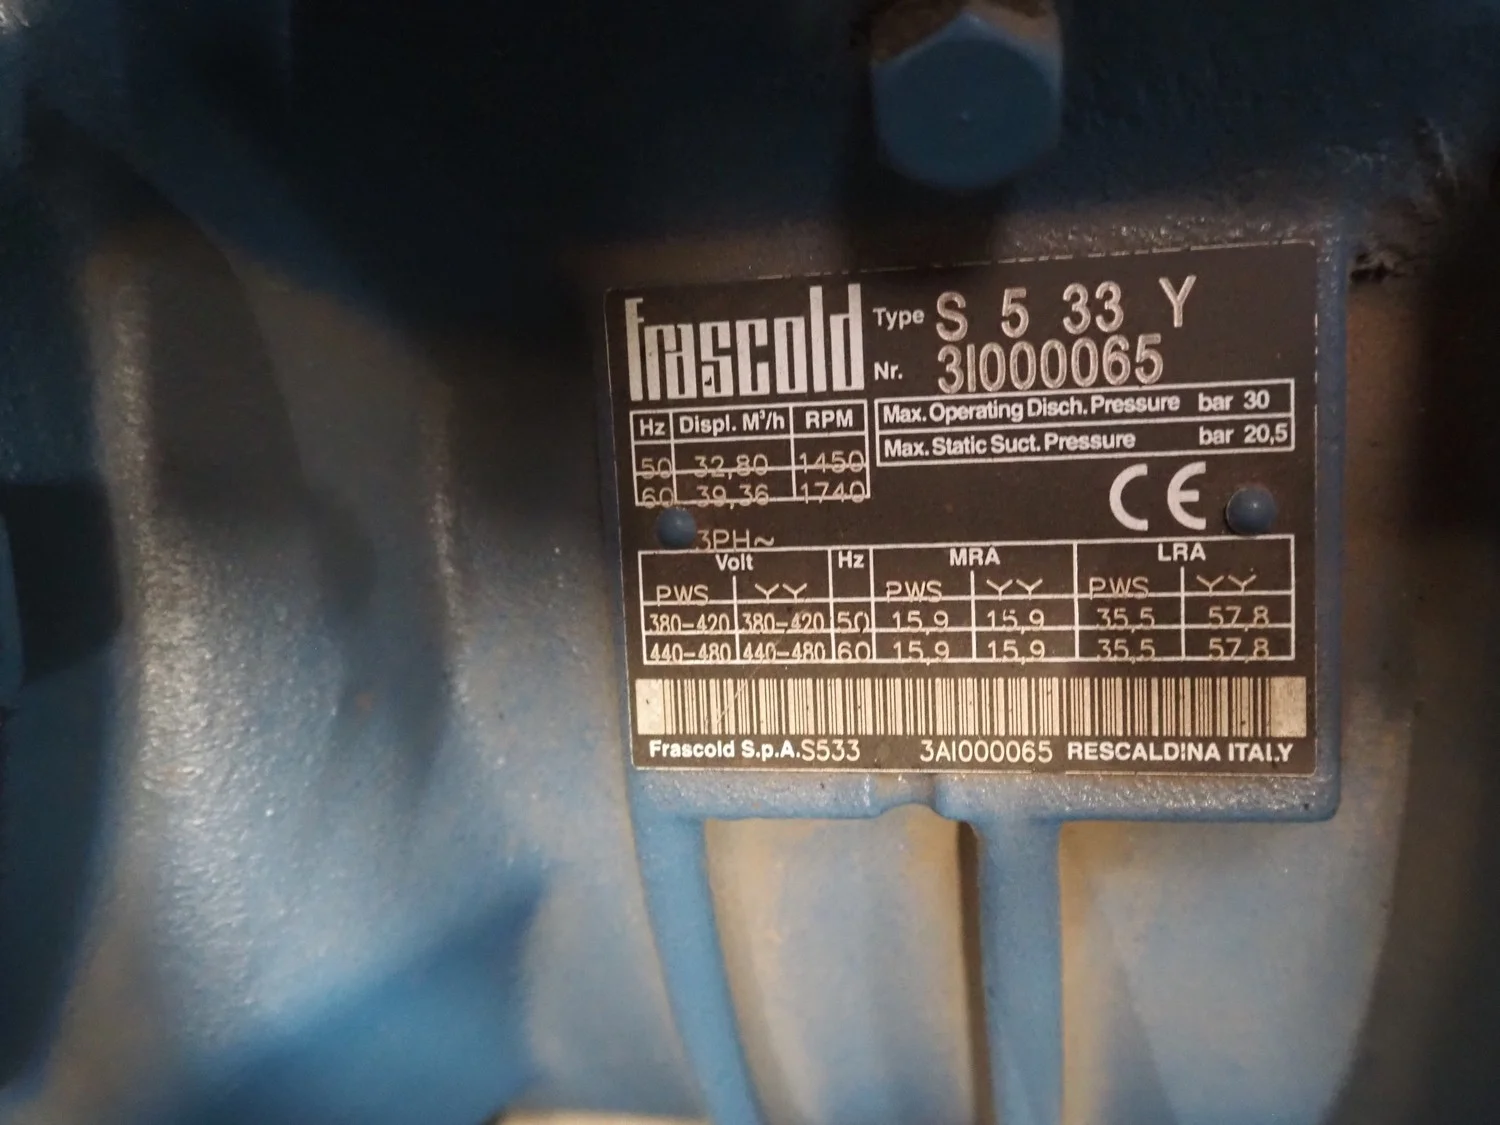 frascold
Type S 5 33 Y
Nr. 3I000065
Max. Operating Disch. Pressure bar 30
Max. Static Suct. Pressure bar 20,5
Hz Displ. M³/h RPM
50 32,80 1450
60 39,36 1740
CE
3PH~
Volt Hz MRA LRA
PWS YY PWS YY PWS YY
380-420 380-420 50 15,9 15,9 35,5 57,8
440-480 440-480 60 15,9 15,9 35,5 57,8
Frascold S.p.A. S533 3AI000065 RESCALDINA ITALY